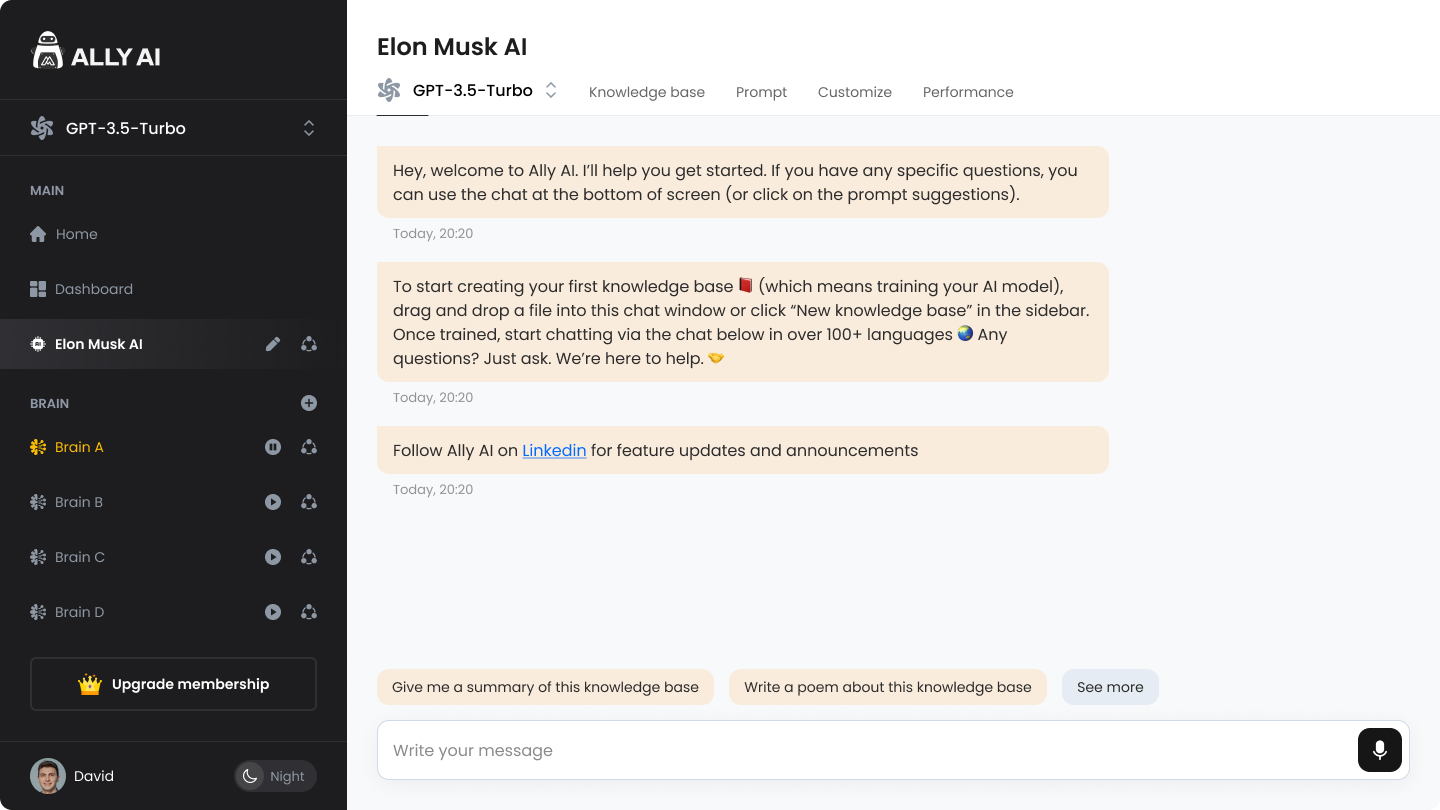 ALLY AI
GPT-3.5-Turbo
MAIN
Home
Dashboard
Elon Musk AI
BRAIN
Brain A
Brain B
Brain C
Brain D
Upgrade membership
David
Night
Elon Musk AI
GPT-3.5-Turbo
Knowledge base
Prompt
Customize
Performance
Hey, welcome to Ally AI. I’ll help you get started. If you have any specific questions, you
can use the chat at the bottom of screen (or click on the prompt suggestions).
Today, 20:20
To start creating your first knowledge base 📕 (which means training your AI model),
drag and drop a file into this chat window or click “New knowledge base” in the sidebar.
Once trained, start chatting via the chat below in over 100+ languages 🌏 Any
questions? Just ask. We’re here to help. 🤝
Today, 20:20
Follow Ally AI on Linkedin for feature updates and announcements
Today, 20:20
Give me a summary of this knowledge base
Write a poem about this knowledge base
See more
Write your message